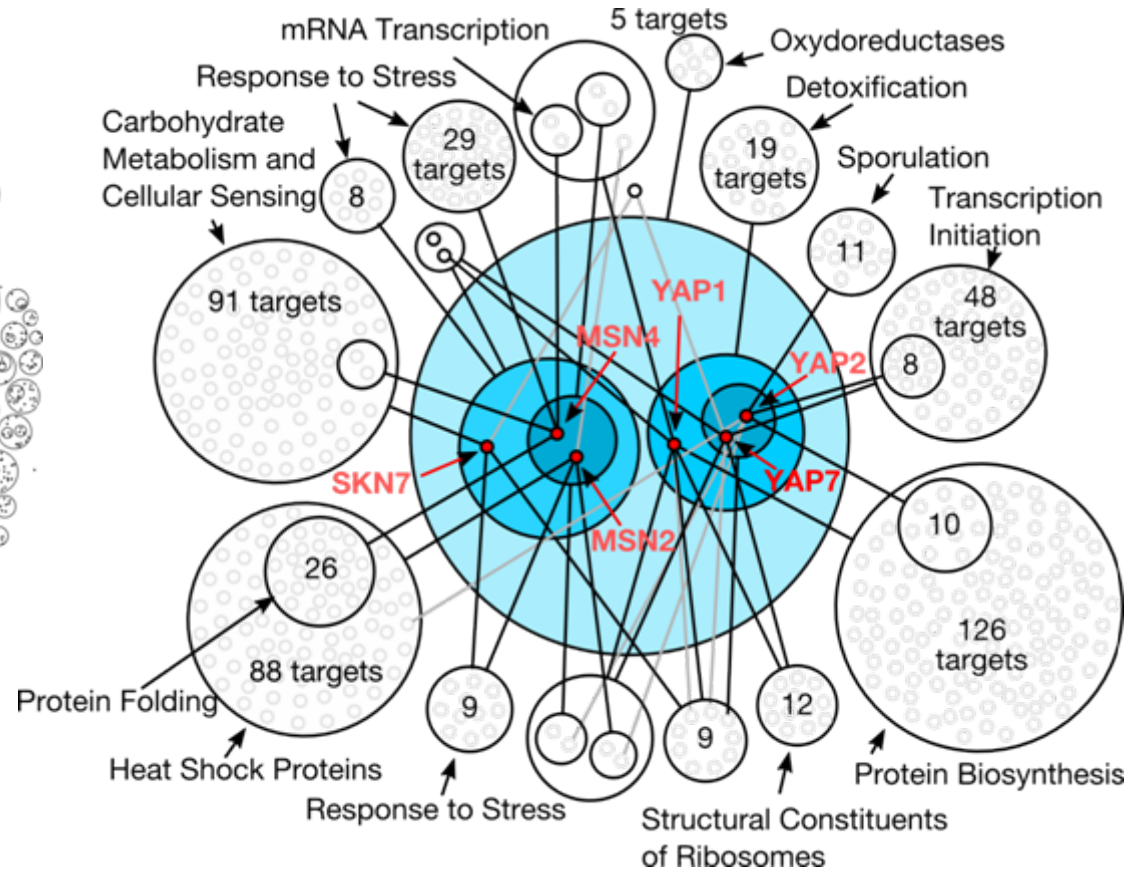 5 targets
mRNA Transcription
Oxydoreductases
Response to Stress
Detoxification
Carbohydrate
Metabolism and
Cellular Sensing
29
targets
19
targets
Sporulation
8
Transcription
Initiation
11
91 targets
YAP1
48
targets
MSN4
YAP2
8
SKN7
YAP7
MSN2
10
26
126
targets
88 targets
Protein Folding
9
9
12
Heat Shock Proteins
Protein Biosynthesis
Response to Stress
Structural Constituents
of Ribosomes